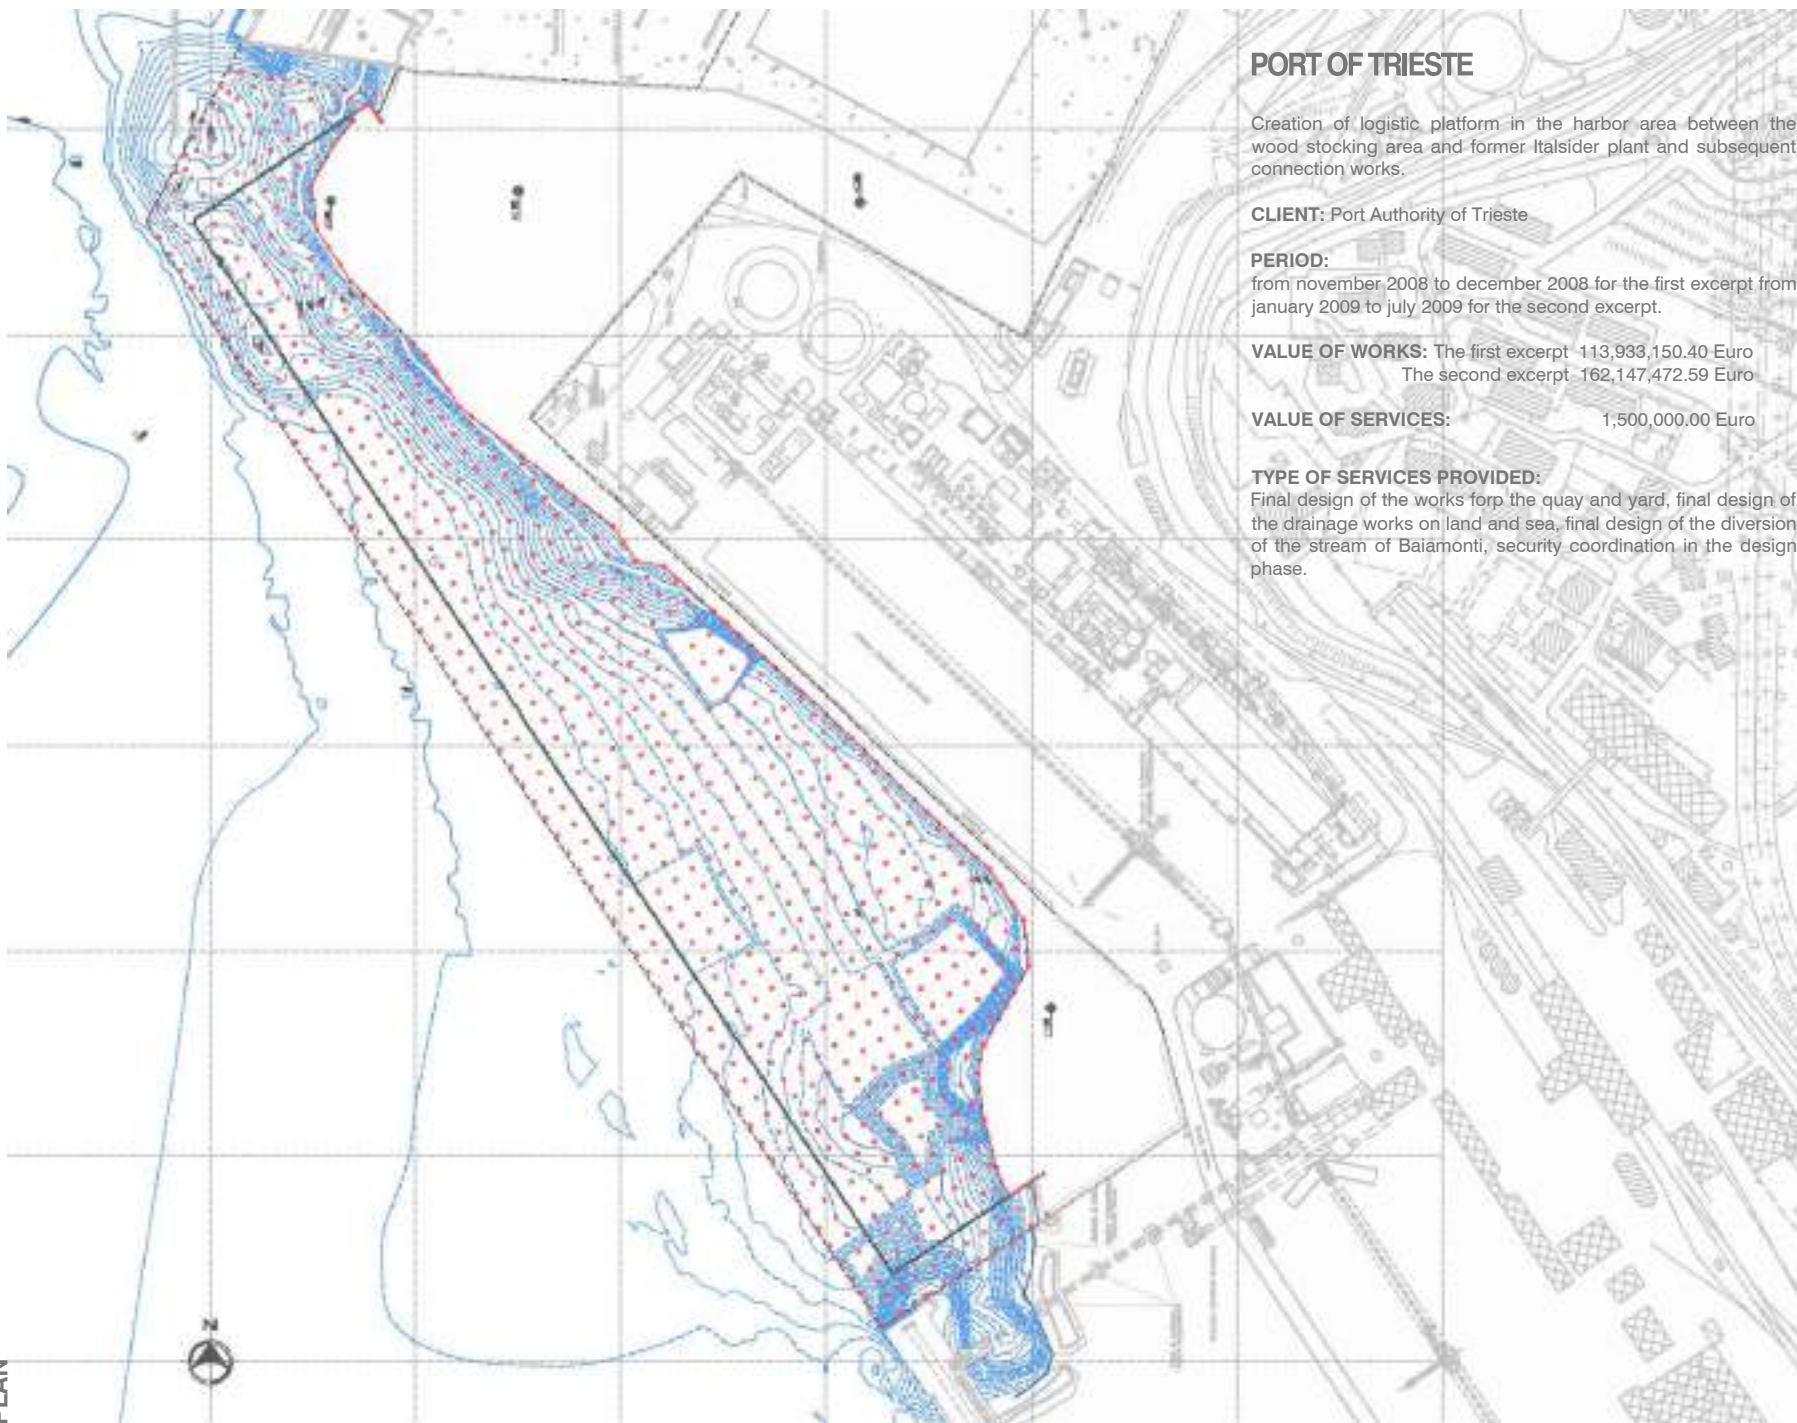 PORT OF TRIESTE
Creation of logistic platform in the harbor area between the
wood stocking area and former Italsider plant and subsequent
connection works.
CLIENT: Port Authority of Trieste
PERIOD:
from november 2008 to december 2008 for the first excerpt from
january 2009 to july 2009 for the second excerpt.
VALUE OF WORKS: The first excerpt 113,933,150.40 Euro
The second excerpt 162,147,472.59 Euro
VALUE OF SERVICES: 1,500,000.00 Euro
TYPE OF SERVICES PROVIDED:
Final design of the works forp the quay and yard, final design of
the drainage works on land and sea, final design of the diversion
of the stream of Baiamonti, security coordination in the design
phase.
N
PLAN